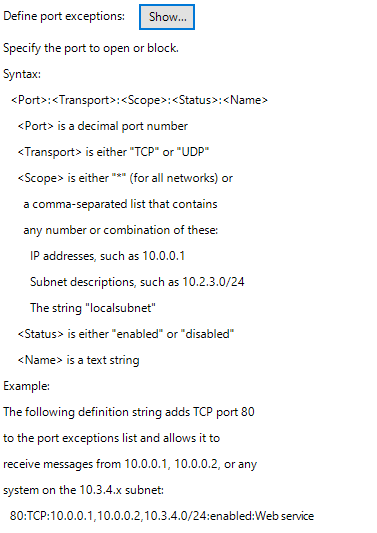 Define port exceptions: Show...
Specify the port to open or block.
Syntax:
<Port>:<Transport>:<Scope>:<Status>:<Name>
<Port> is a decimal port number
<Transport> is either "TCP" or "UDP"
<Scope> is either "*" (for all networks) or
a comma-separated list that contains
any number or combination of these:
IP addresses, such as 10.0.0.1
Subnet descriptions, such as 10.2.3.0/24
The string "localsubnet"
<Status> is either "enabled" or "disabled"
<Name> is a text string
Example:
The following definition string adds TCP port 80
to the port exceptions list and allows it to
receive messages from 10.0.0.1, 10.0.0.2, or any
system on the 10.3.4.x subnet:
80:TCP:10.0.0.1,10.0.0.2,10.3.4.0/24:enabled:Web service